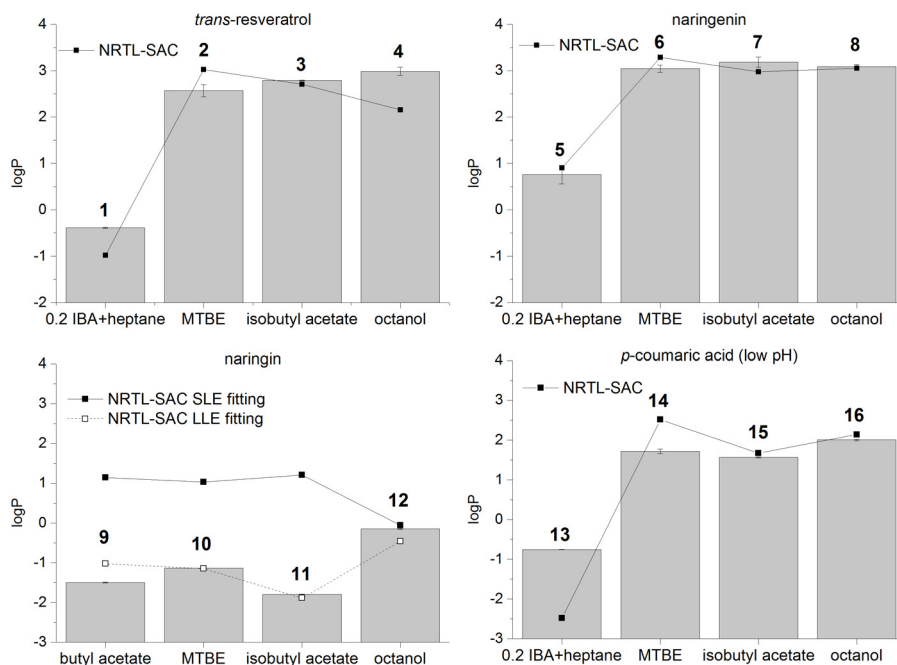 trans-resveratrol
NRTL-SAC
logP
4
3
2
1
0
-1
-2
1
2
3
4
0.2 IBA+heptane MTBE isobutyl acetate octanol
naringenin
NRTL-SAC
logP
4
3
2
1
0
-1
-2
5
6
7
8
0.2 IBA+heptane MTBE isobutyl acetate octanol
naringin
NRTL-SAC SLE fitting
NRTL-SAC LLE fitting
logP
4
3
2
1
0
-1
-2
-3
9
10
11
12
butyl acetate MTBE isobutyl acetate octanol
p-coumaric acid (low pH)
NRTL-SAC
logP
4
3
2
1
0
-1
-2
-3
13
14
15
16
0.2 IBA+heptane MTBE isobutyl acetate octanol